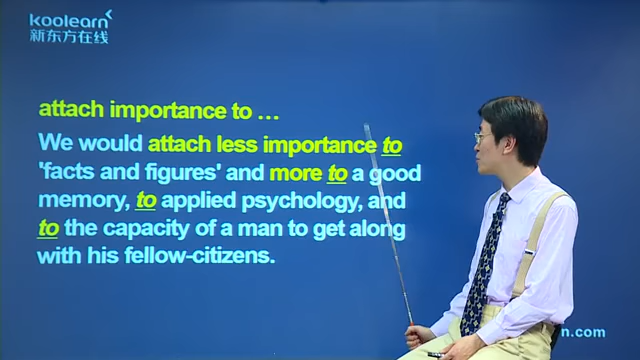 koolearn
新东方在线
attach importance to …
We would attach less importance to
'facts and figures' and more to a good
memory, to applied psychology, and
to the capacity of a man to get along
with his fellow-citizens.
n.com